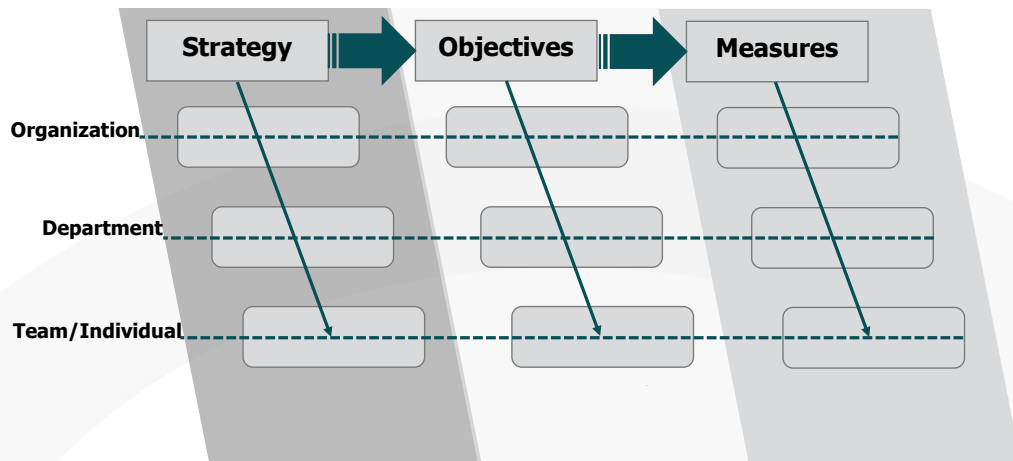 Strategy
Objectives
Measures
Organization
Department
Team/Individual